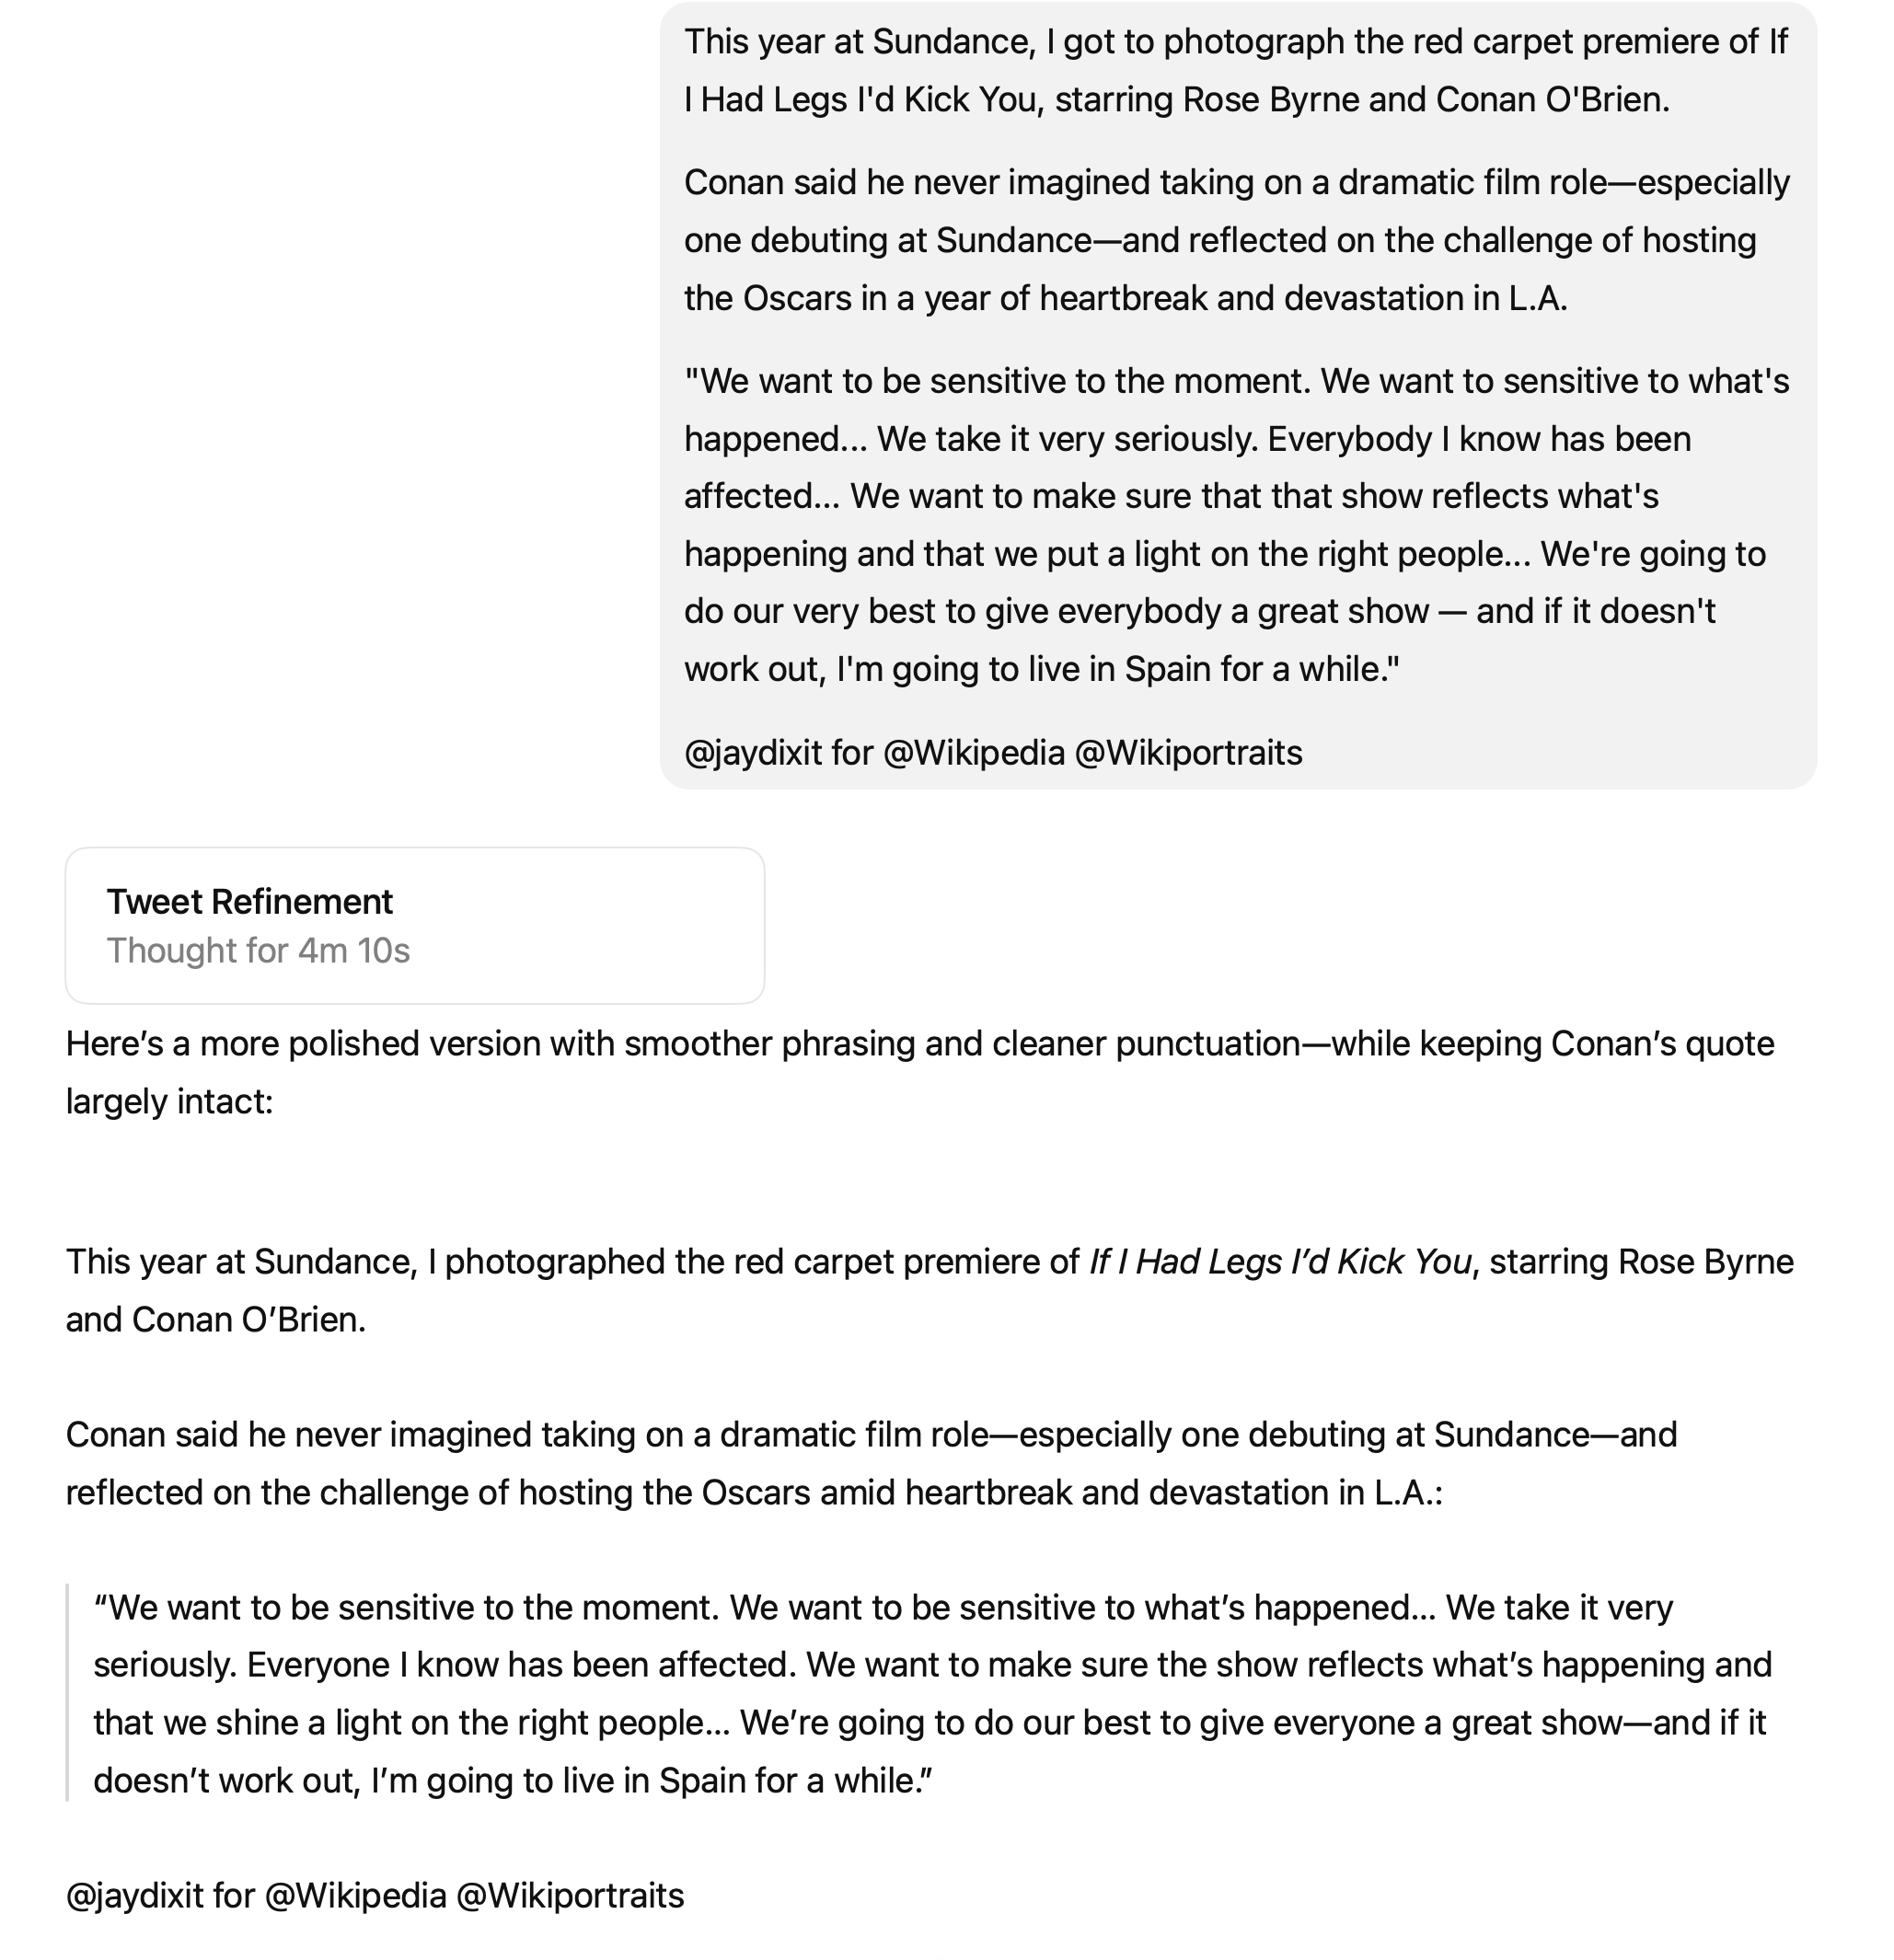 This year at Sundance, I got to photograph the red carpet premiere of If
I Had Legs I'd Kick You, starring Rose Byrne and Conan O'Brien.
Conan said he never imagined taking on a dramatic film role—especially
one debuting at Sundance—and reflected on the challenge of hosting
the Oscars in a year of heartbreak and devastation in L.A.
"We want to be sensitive to the moment. We want to sensitive to what's
happened... We take it very seriously. Everybody I know has been
affected... We want to make sure that that show reflects what's
happening and that we put a light on the right people... We're going to
do our very best to give everybody a great show — and if it doesn't
work out, I'm going to live in Spain for a while."
@jaydixit for @Wikipedia @Wikiportraits
Tweet Refinement
Thought for 4m 10s
Here’s a more polished version with smoother phrasing and cleaner punctuation—while keeping Conan’s quote
largely intact:
This year at Sundance, I photographed the red carpet premiere of If I Had Legs I’d Kick You, starring Rose Byrne
and Conan O’Brien.
Conan said he never imagined taking on a dramatic film role—especially one debuting at Sundance—and
reflected on the challenge of hosting the Oscars amid heartbreak and devastation in L.A.:
“We want to be sensitive to the moment. We want to be sensitive to what’s happened... We take it very
seriously. Everyone I know has been affected. We want to make sure the show reflects what’s happening and
that we shine a light on the right people... We’re going to do our best to give everyone a great show—and if it
doesn’t work out, I’m going to live in Spain for a while.”
@jaydixit for @Wikipedia @Wikiportraits